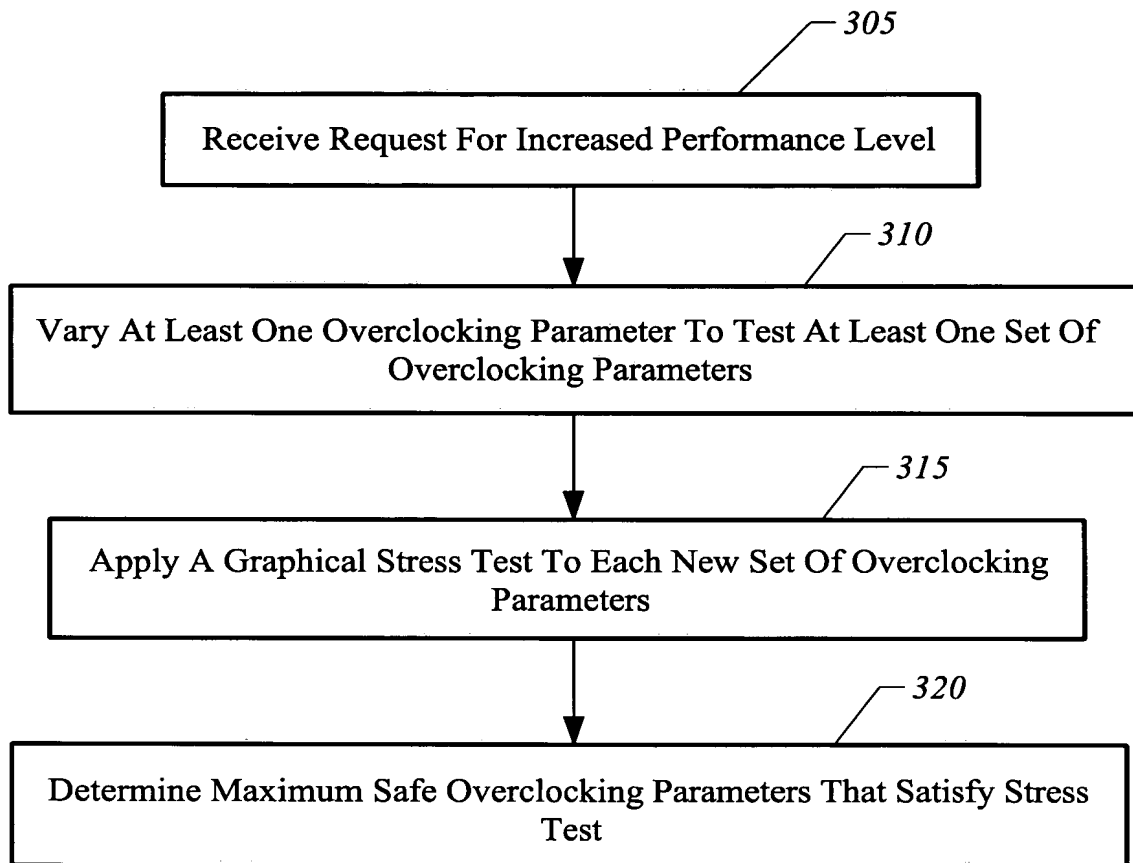 305
Receive Request For Increased Performance Level
310
Vary At Least One Overclocking Parameter To Test At Least One Set Of
Overclocking Parameters
315
Apply A Graphical Stress Test To Each New Set Of Overclocking
Parameters
320
Determine Maximum Safe Overclocking Parameters That Satisfy Stress
Test